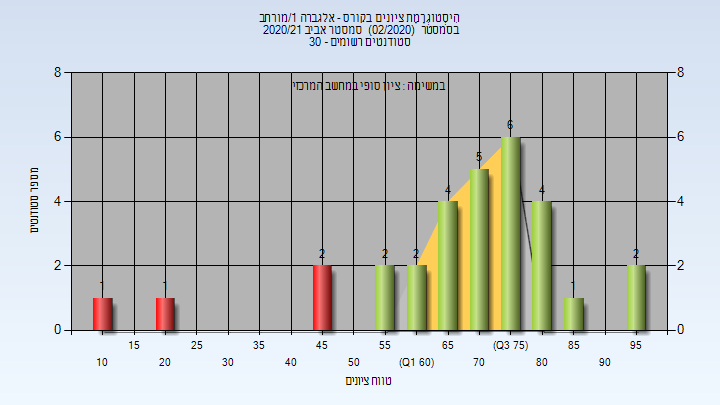 היסטוגרמת ציונים בקורס - אלגברה 1/מורחב
בסמסטר (02/2020) סמסטר אביב 2020/21
סטודנטים רשומים - 30
במשימה : ציון סופי במחשב המרכזי
מספר סטודנטים
8
6
4
2
0
8
6
4
2
0
1
1
2
2
2
4
5
6
4
1
2
15 25 35 45 55 65 (Q3 75) 85 95
10 20 30 40 50 (Q1 60) 70 80 90
טווח ציונים